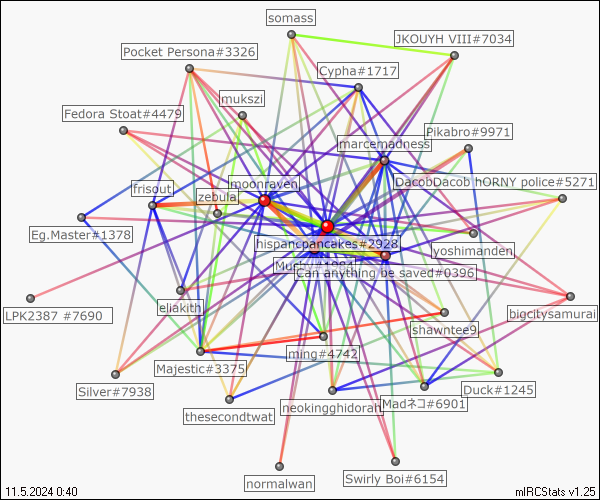 somass
JKOUYH VIII#7034
Pocket Persona#3326
Cypha#1717
mukszi
Fedora Stoat#4479
Pikabro#9971
marcemadness
moonraven
DacobDacob hORNY police#5271
frisout
zebula
Eg.Master#1378
hispancpancakes#2928
yoshimanden
Can anything be saved#0396
eliakith
LPK2387 #7690
bigcitysamurai
shawntee9
ming#4742
Majestic#3375
Silver#7938
Duck#1245
Madネコ#6901
neokingghidorah
thesecondtwat
Swirly Boi#6154
normalwan
11.5.2024 0:40
mIRCStats v1.25